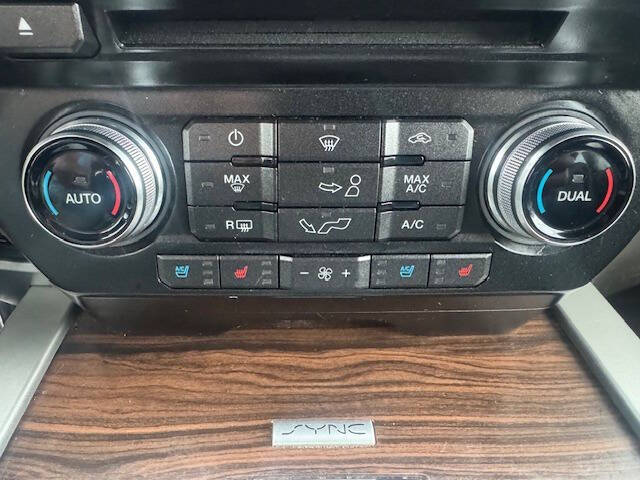 AUTO
MAX
MAX
A/C
R
A/C
DUAL
A/C
- +
A/C
SYNC